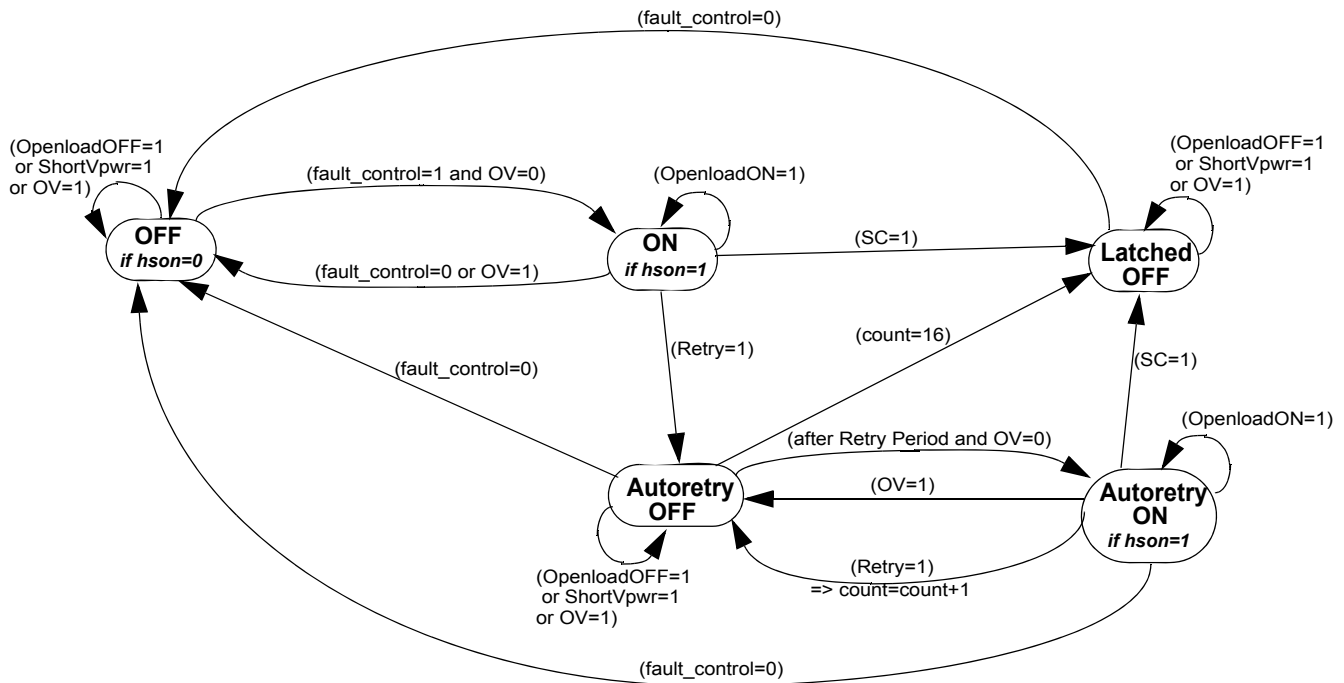 (fault_control=0)
(OpenloadOFF=1
or ShortVpwr=1
or OV=1)
(fault_control=1 and OV=0)
(OpenloadON=1)
(OpenloadOFF=1
or ShortVpwr=1
or OV=1)
OFF
if hson=0
ON
if hson=1
(SC=1)
Latched
OFF
(fault_control=0 or OV=1)
(count=16)
(Retry=1)
(SC=1)
(fault_control=0)
(OpenloadON=1)
(after Retry Period and OV=0)
Autoretry
OFF
(OV=1)
Autoretry
ON
if hson=1
(Retry=1)
=> count=count+1
(OpenloadOFF=1
or ShortVpwr=1
or OV=1)
(fault_control=0)